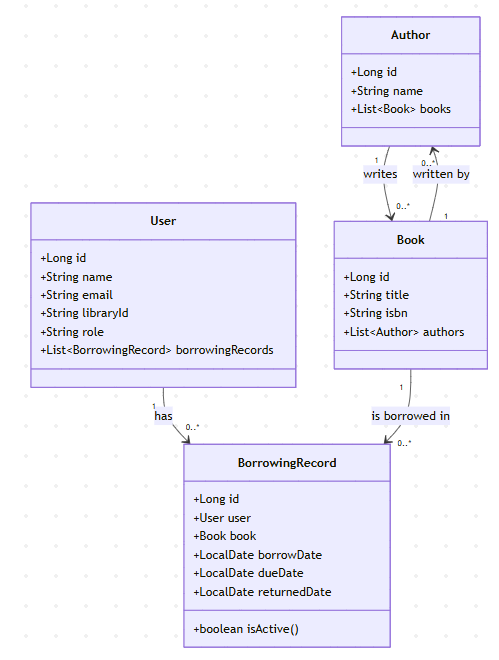 Author
+Long id
+String name
+List<Book> books
1
0..*
writes
written by
0..*
1
User
+Long id
+String name
+String email
+String libraryId
+String role
+List<BorrowingRecord> borrowingRecords
Book
+Long id
+String title
+String isbn
+List<Author> authors
1
1
has
is borrowed in
0..*
0..*
BorrowingRecord
+Long id
+User user
+Book book
+LocalDate borrowDate
+LocalDate dueDate
+LocalDate returnedDate
+boolean isActive()